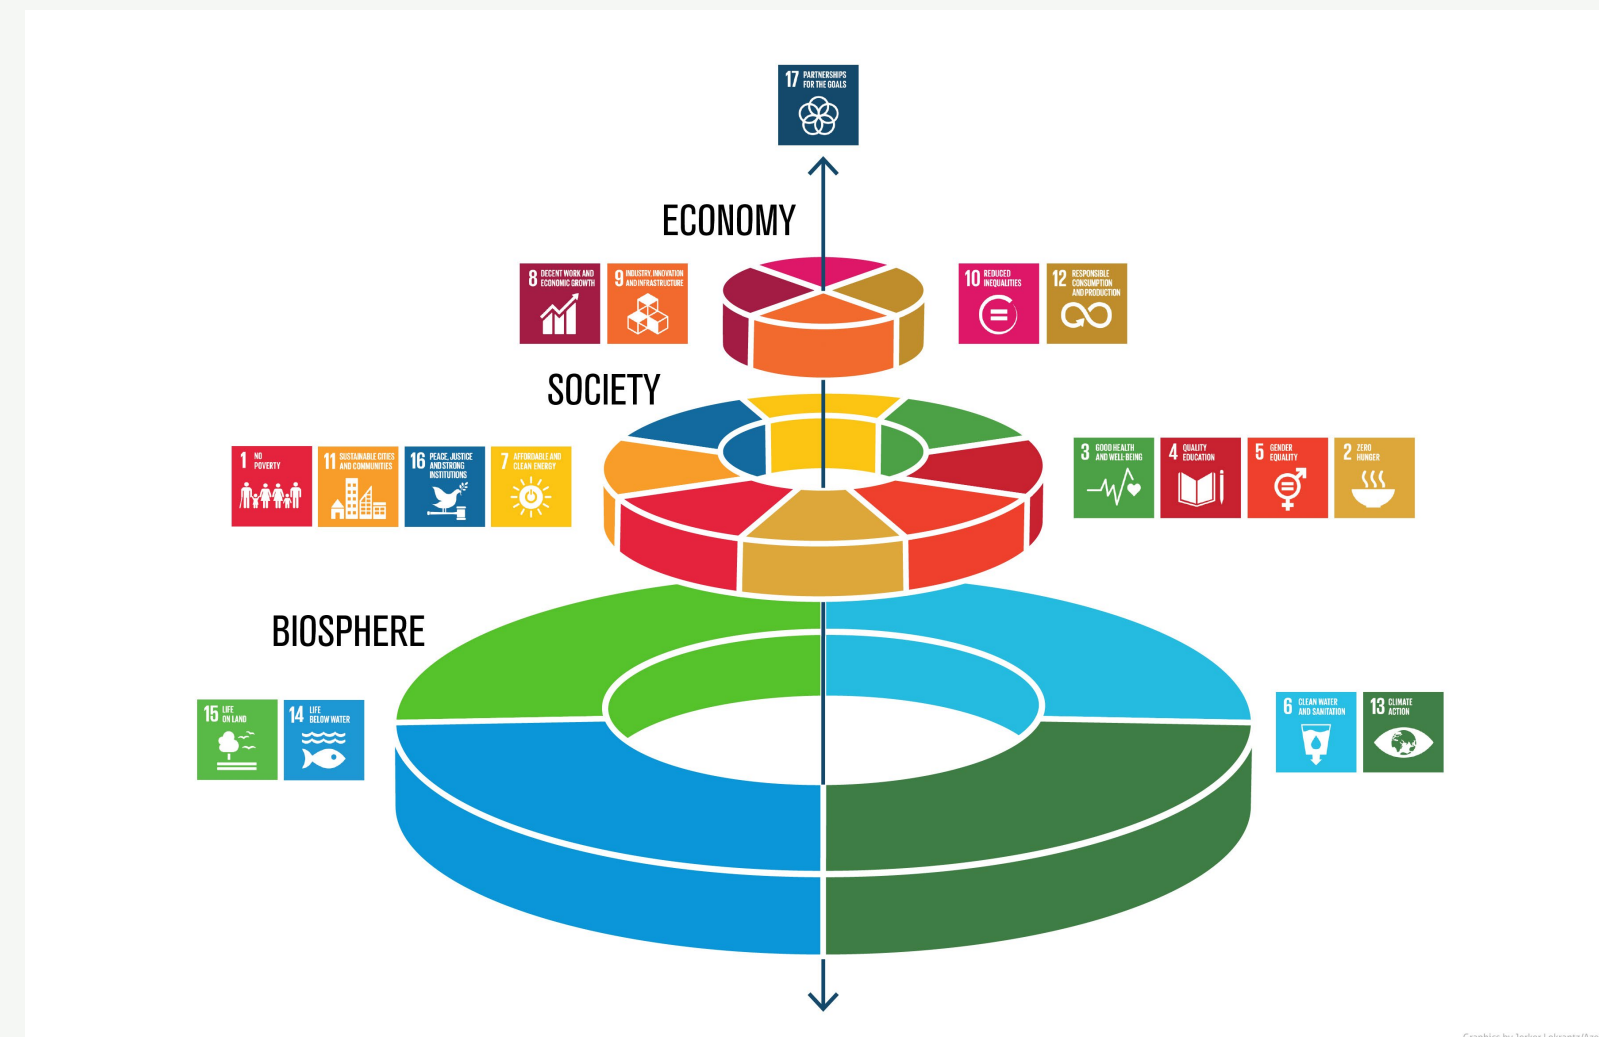 17 PARTNERSHIPS
FOR THE GOALS
ECONOMY
8 DECENT WORK AND
ECONOMIC GROWTH
9 INDUSTRY, INNOVATION
AND INFRASTRUCTURE
10 REDUCED
INEQUALITIES
12 RESPONSIBLE
CONSUMPTION
AND PRODUCTION
SOCIETY
1 NO
POVERTY
11 SUSTAINABLE CITIES
AND COMMUNITIES
16 PEACE, JUSTICE
AND STRONG
INSTITUTIONS
7 AFFORDABLE AND
CLEAN ENERGY
3 GOOD HEALTH
AND WELL-BEING
4 QUALITY
EDUCATION
5 GENDER
EQUALITY
2 ZERO
HUNGER
BIOSPHERE
15 LIFE
ON LAND
14 LIFE
BELOW WATER
6 CLEAN WATER
AND SANITATION
13 CLIMATE
ACTION
Graphics by